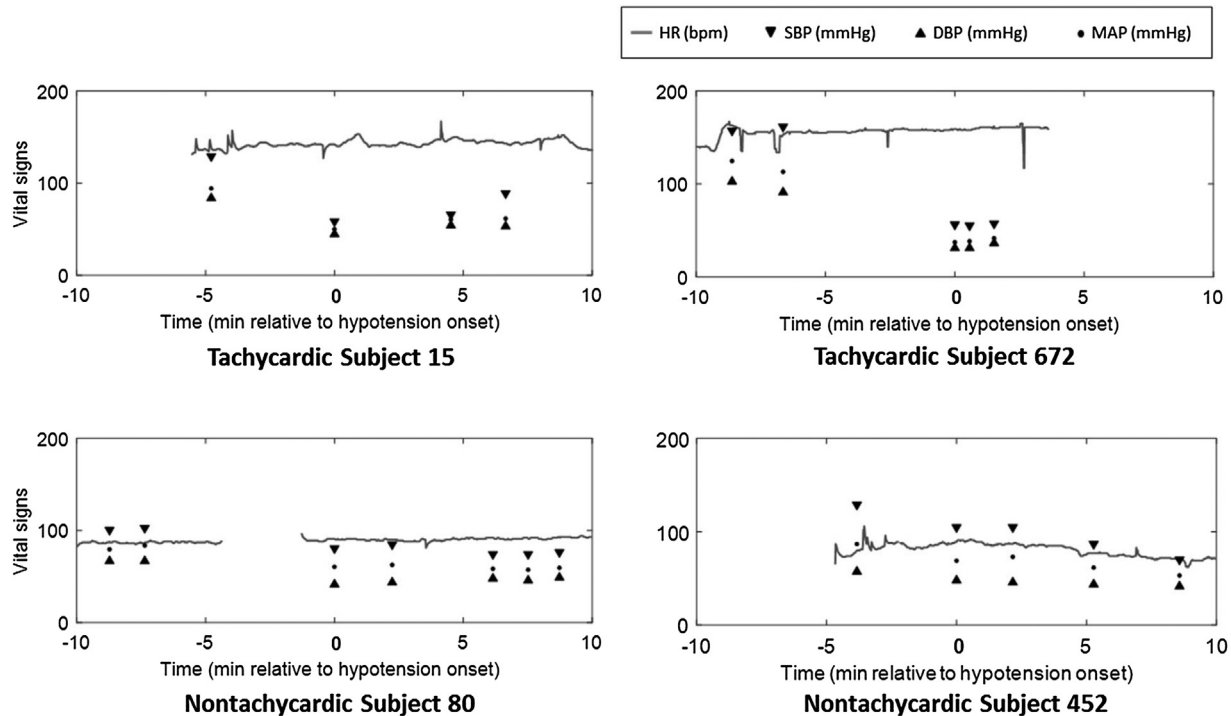 HR (bpm) SBP (mmHg) DBP (mmHg) MAP (mmHg)
200
100
0
Vital signs
-10 -5 0 5 10
Time (min relative to hypotension onset)
Tachycardic Subject 15
200
100
0
-10 -5 0 5 10
Time (min relative to hypotension onset)
Tachycardic Subject 672
200
100
0
Vital signs
-10 -5 0 5 10
Time (min relative to hypotension onset)
Nontachycardic Subject 80
200
100
0
-10 -5 0 5 10
Time (min relative to hypotension onset)
Nontachycardic Subject 452